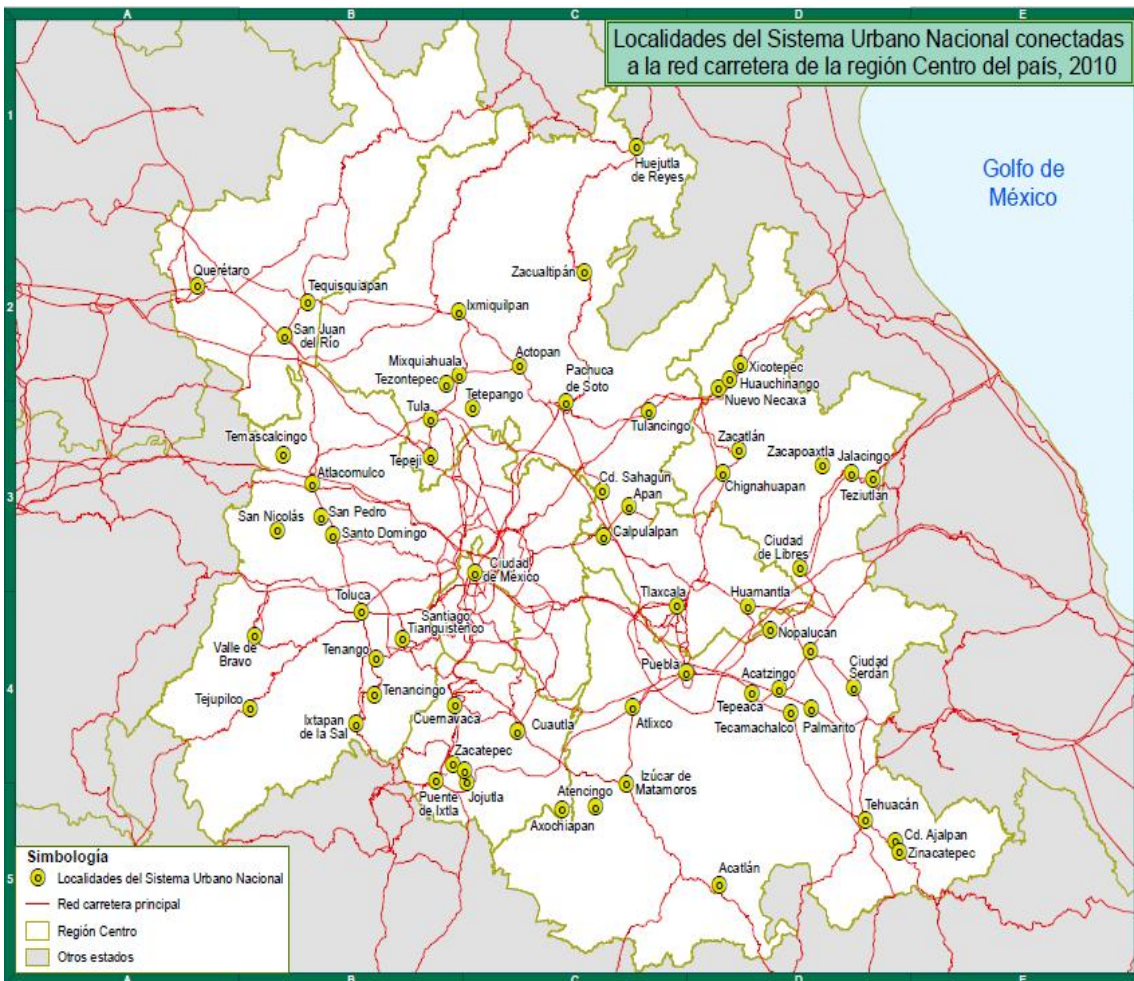 A B C D E
Localidades del Sistema Urbano Nacional conectadas
a la red carretera de la región Centro del país, 2010
1
Golfo de
México
Huejutla
de Reyes
Querétaro
Zacualtipán
Tequisquiapan
2
Ixmiquilpan
San Juan
del Río
Actopan
Mixquiahuala
Pachuca
de Soto
Xicotepec
Tezontepec
Huauchinango
Tetepango
Nuevo Necaxa
Tula
Tulancingo
Temascalcingo
Zacatlán
Zacapoaxtla
Jalacingo
Tepeji
Atlacomulco
Cd. Sahagún
Chignahuapan
3
Apan
Teziutlán
San Nicolás
San Pedro
Santo Domingo
Calpulalpan
Ciudad
de Libres
Ciudad
de México
Toluca
Tlaxcala
Huamantla
Santiago
Tianguistenco
Nopalucan
Valle de
Bravo
Tenango
Puebla
Acatzingo
Ciudad
Serdán
4
Tejupilco
Tenancingo
Tepeaca
Cuernavaca
Cuautla
Atlixco
Tecamachalco
Palmarito
Ixtapan
de la Sal
Zacatepec
Izúcar de
Matamoros
Puente
de Ixtla
Jojutla
Atencingo
Tehuacán
Axochiapan
Cd. Ajalpan
Zinacatepec
Acatlán
5
Simbología
Localidades del Sistema Urbano Nacional
Red carretera principal
Región Centro
Otros estados
1
2
3
4
5
A B C D E